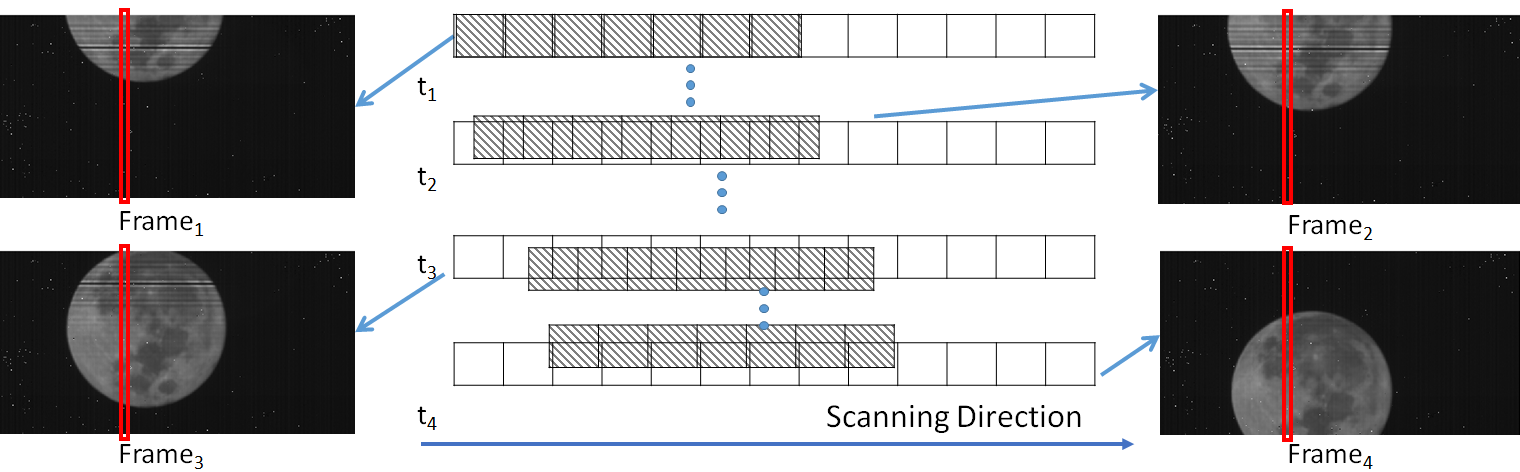 t1
t2
Frame1
Frame2
t3
t4
Scanning Direction
Frame3
Frame4